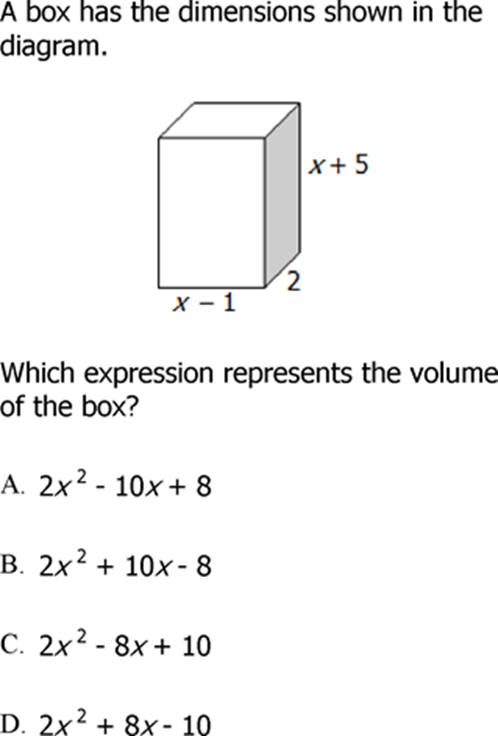 A box has the dimensions shown in the
diagram.
x + 5
2
x − 1
Which expression represents the volume
of the box?
A. 2x² - 10x + 8
B. 2x² + 10x - 8
C. 2x² - 8x + 10
D. 2x² + 8x - 10